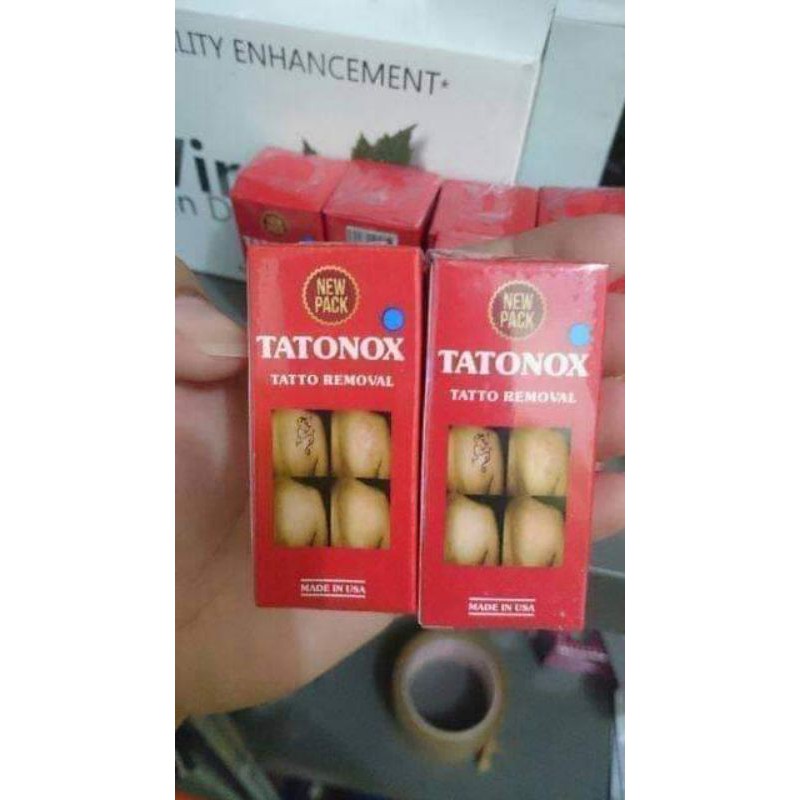 LITY ENHANCEMENT*
NEW
PACK
TATONOX
TATTO REMOVAL
MADE IN USA
NEW
PACK
TATONOX
TATTO REMOVAL
MADE IN USA